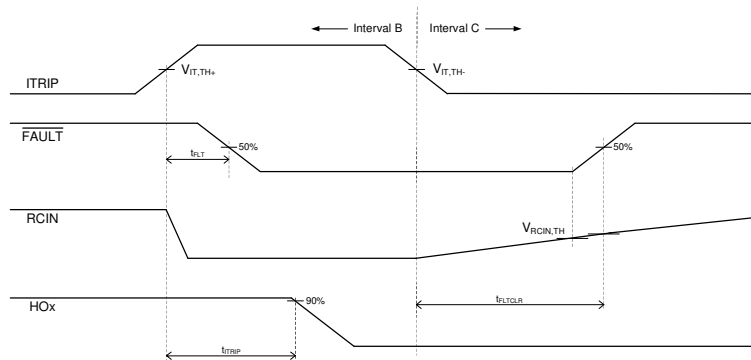 Interval B Interval C
V_IT,TH+ V_IT,TH-
ITRIP
FAULT
50% 50%
t_FLT
RCIN
V_RCIN,TH
HOx
90%
t_FLTCLR
t_ITRIP